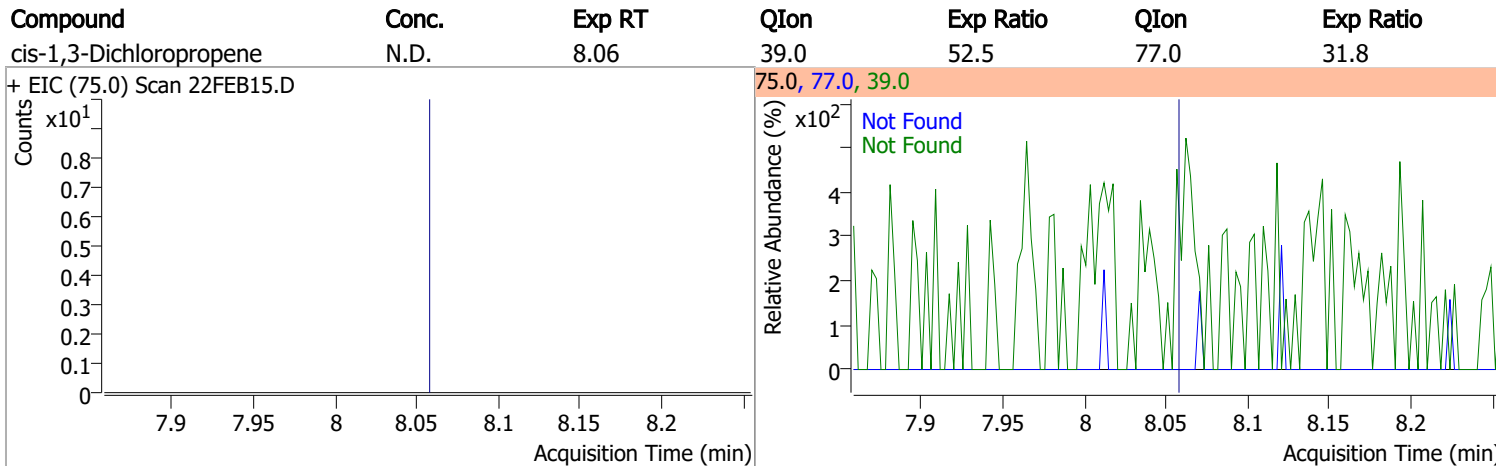 Compound Conc. Exp RT QIon Exp Ratio QIon Exp Ratio
cis-1,3-Dichloropropene N.D. 8.06 39.0 52.5 77.0 31.8
+ EIC (75.0) Scan 22FEB15.D
Counts
x10¹
0.8
0.7
0.6
0.5
0.4
0.3
0.2
0.1
0
7.9 7.95 8 8.05 8.1 8.15 8.2
Acquisition Time (min)
75.0, 77.0, 39.0
Relative Abundance (%)
x10²
Not Found
Not Found
4
3
2
1
0
7.9 7.95 8 8.05 8.1 8.15 8.2
Acquisition Time (min)